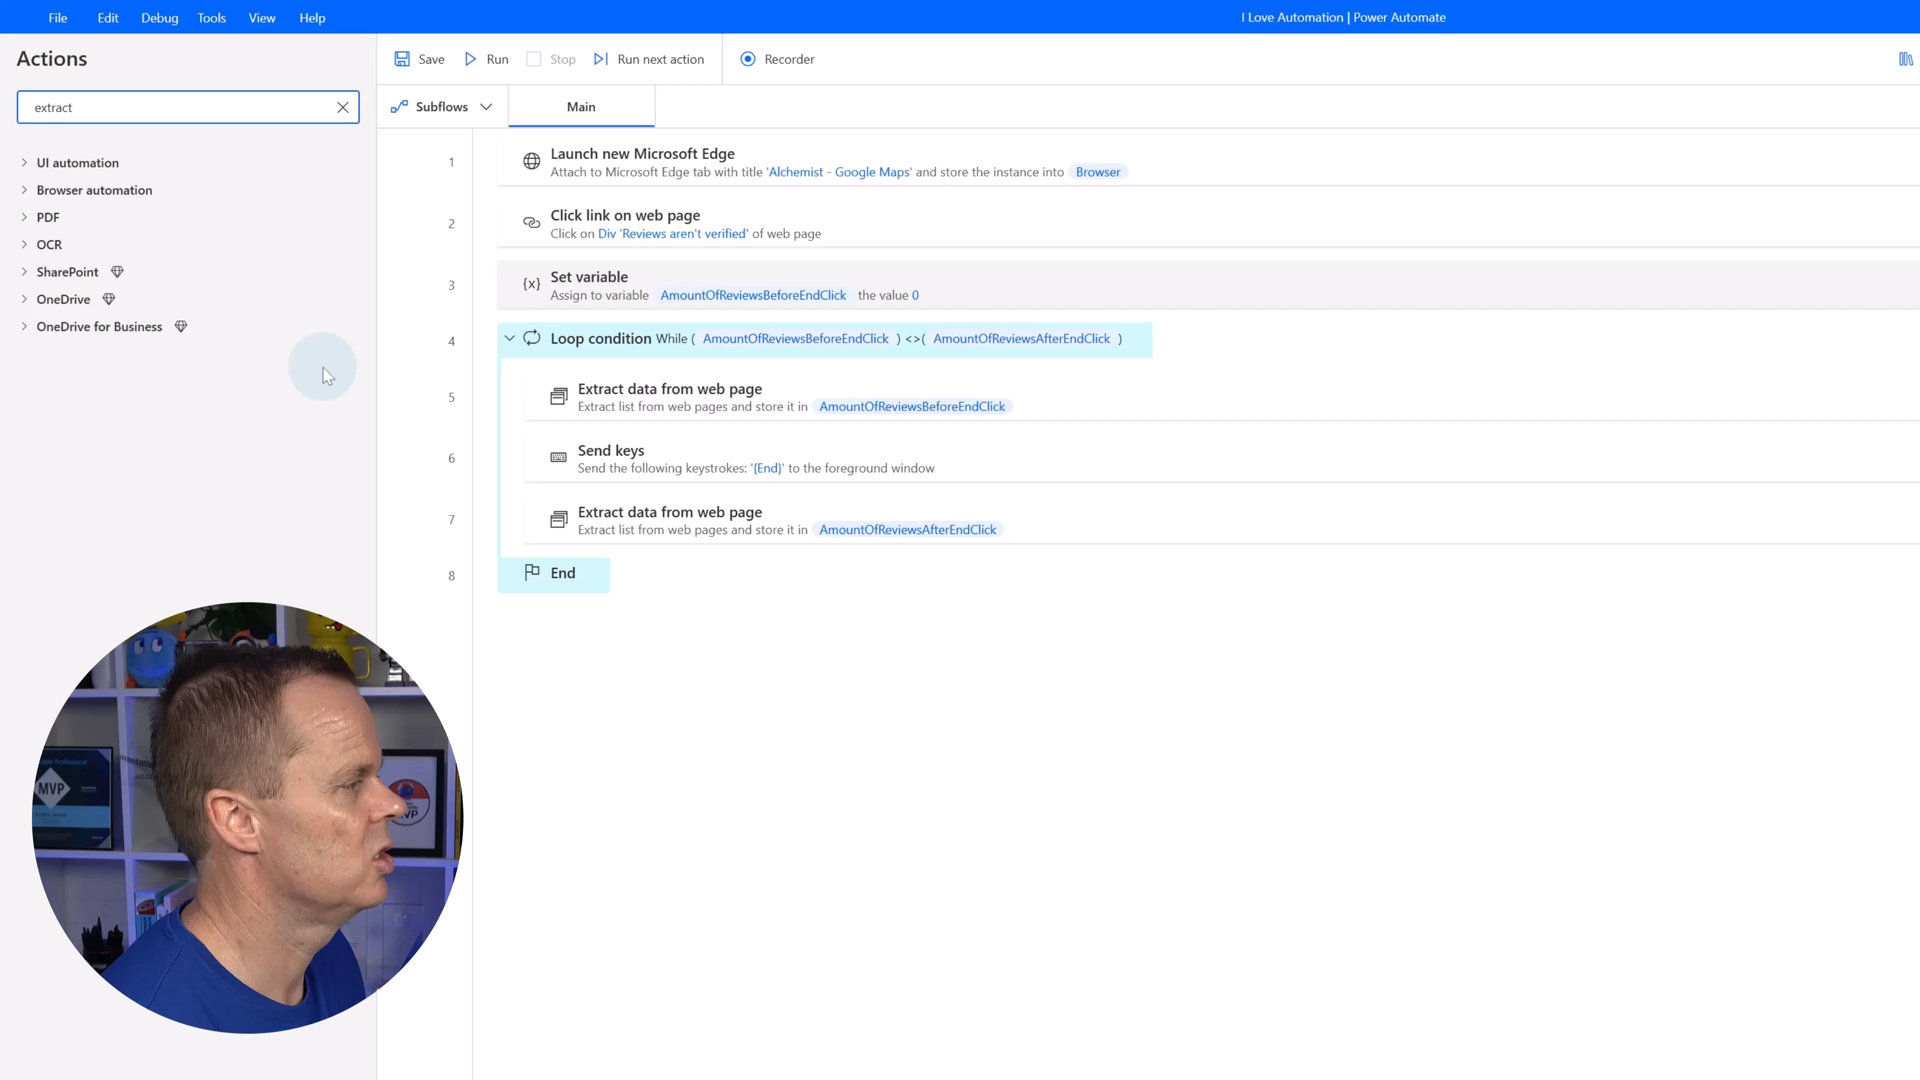 File Edit Debug Tools View Help
I Love Automation | Power Automate
Actions
Save Run Stop Run next action Recorder
extract
Subflows Main
UI automation
Browser automation
PDF
OCR
SharePoint
OneDrive
OneDrive for Business
1
Launch new Microsoft Edge
Attach to Microsoft Edge tab with title 'Alchemist - Google Maps' and store the instance into Browser
2
Click link on web page
Click on Div 'Reviews aren't verified' of web page
3
{x} Set variable
Assign to variable AmountOfReviewsBeforeEndClick the value 0
4
Loop condition While ( AmountOfReviewsBeforeEndClick ) <>( AmountOfReviewsAfterEndClick )
5
Extract data from web page
Extract list from web pages and store it in AmountOfReviewsBeforeEndClick
6
Send keys
Send the following keystrokes: '{End}' to the foreground window
7
Extract data from web page
Extract list from web pages and store it in AmountOfReviewsAfterEndClick
8
End
Professional
MVP